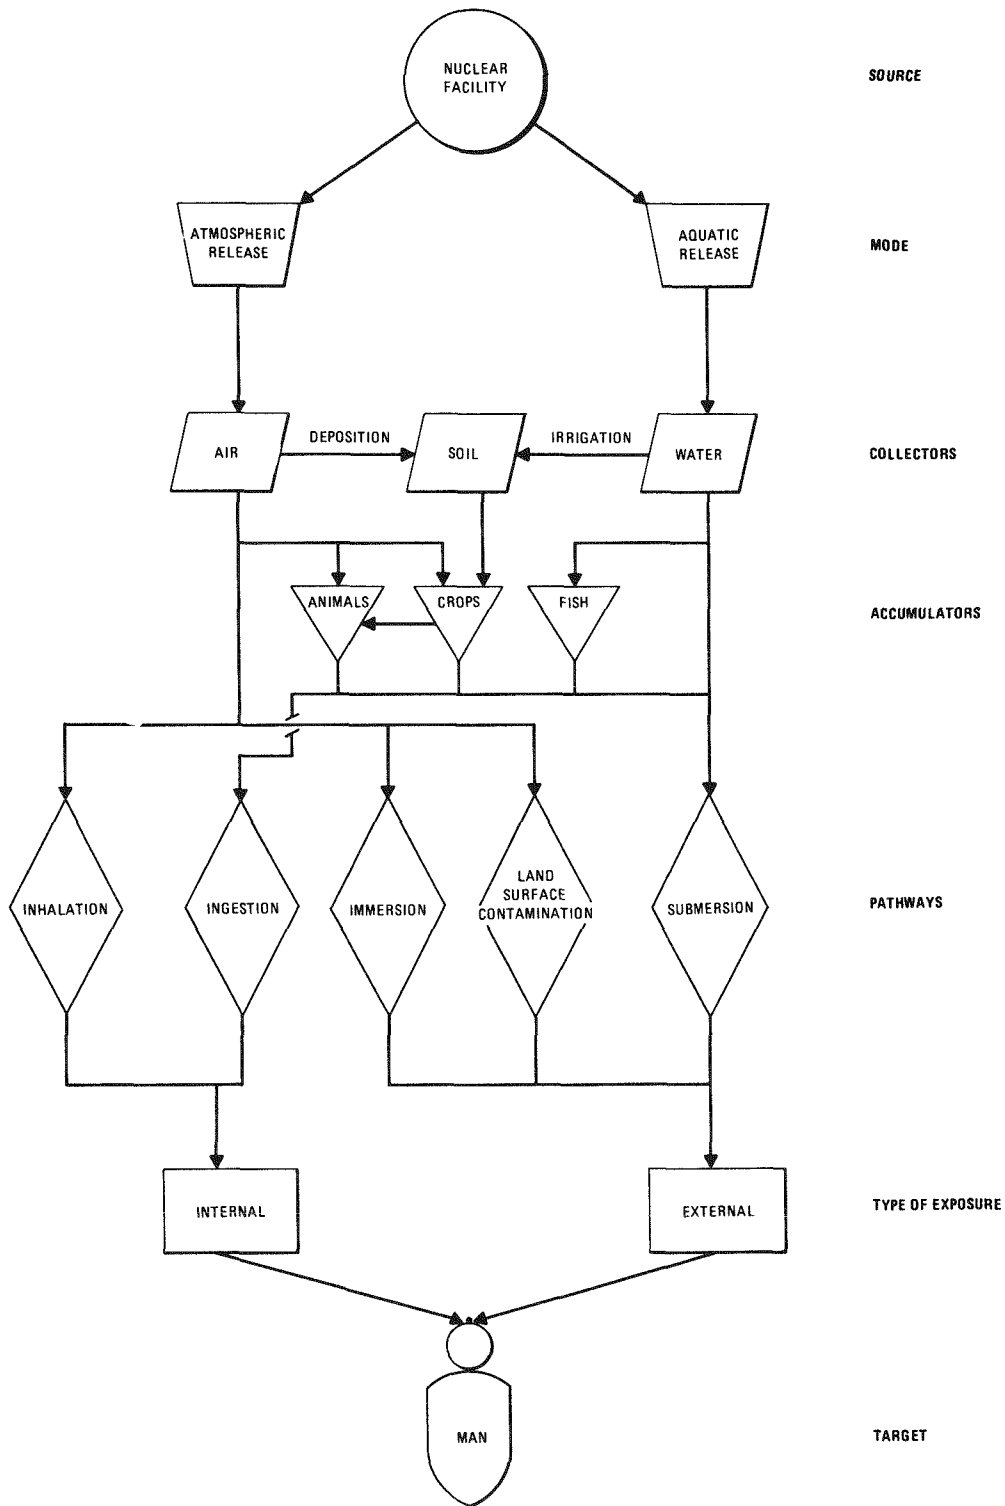 NUCLEAR
FACILITY
SOURCE
ATMOSPHERIC
RELEASE
AQUATIC
RELEASE
MODE
AIR
DEPOSITION
SOIL
IRRIGATION
WATER
COLLECTORS
ANIMALS
CROPS
FISH
ACCUMULATORS
INHALATION
INGESTION
IMMERSION
LAND
SURFACE
CONTAMINATION
SUBMERSION
PATHWAYS
INTERNAL
EXTERNAL
TYPE OF EXPOSURE
MAN
TARGET